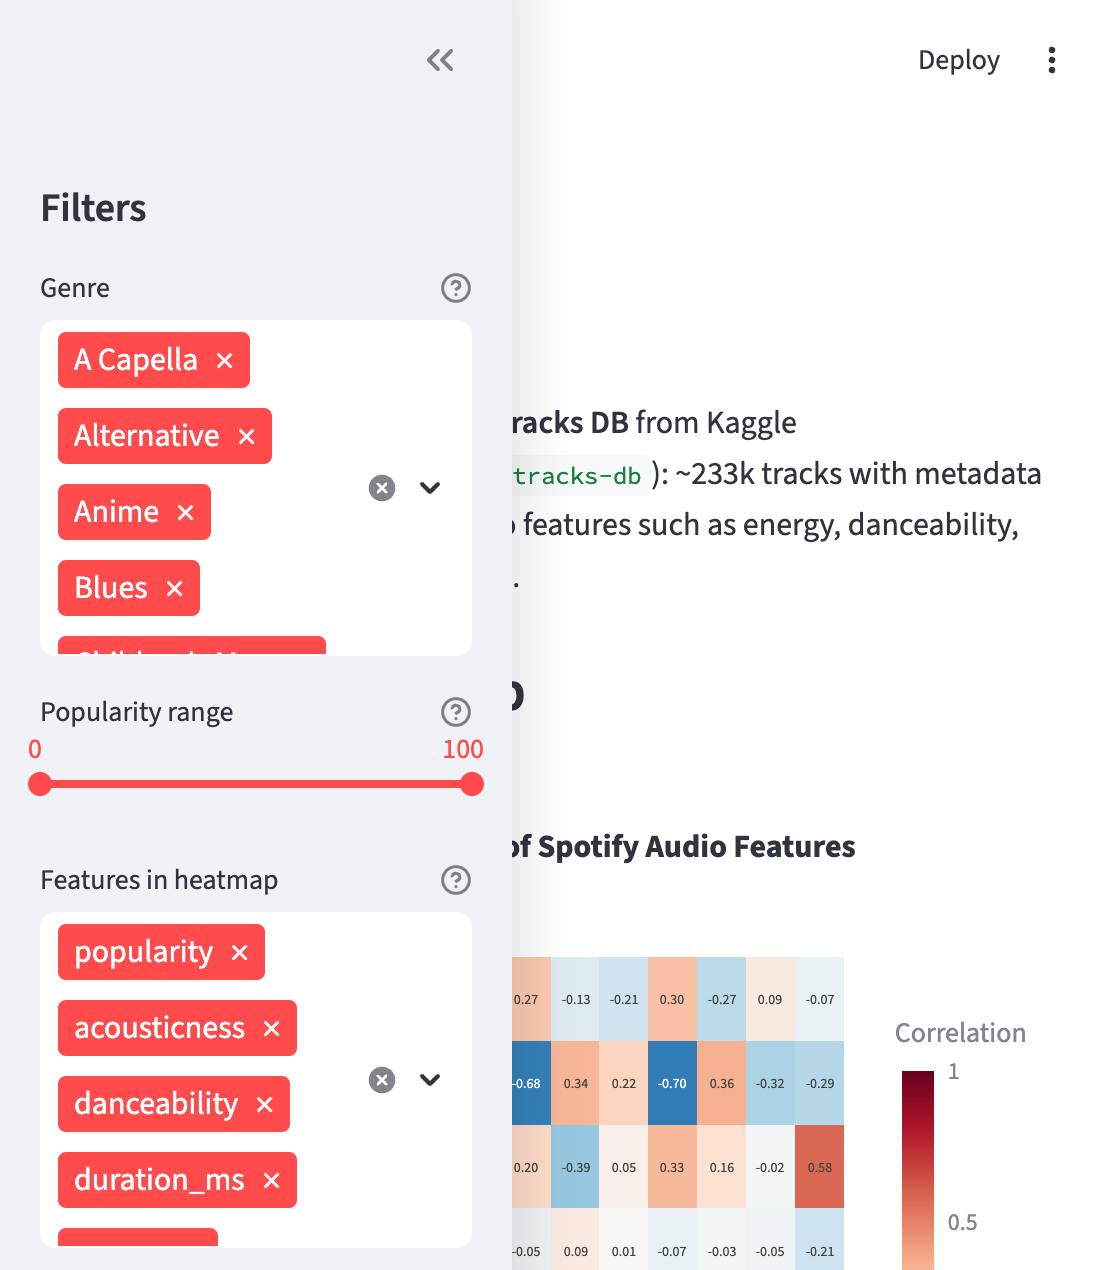 Deploy
Filters
Genre
A Capella
Alternative
Anime
Blues
Popularity range
0
100
Features in heatmap
popularity
acousticness
danceability
duration_ms
racks DB from Kaggle
tracks-db ): ~233k tracks with metadata
features such as energy, danceability,
.
of Spotify Audio Features
0.27 -0.13 -0.21 0.30 -0.27 0.09 -0.07
-0.68 0.34 0.22 -0.70 0.36 -0.32 -0.29
0.20 -0.39 0.05 0.33 0.16 -0.02 0.58
-0.05 0.09 0.01 -0.07 -0.03 -0.05 -0.21
Correlation
1
0.5